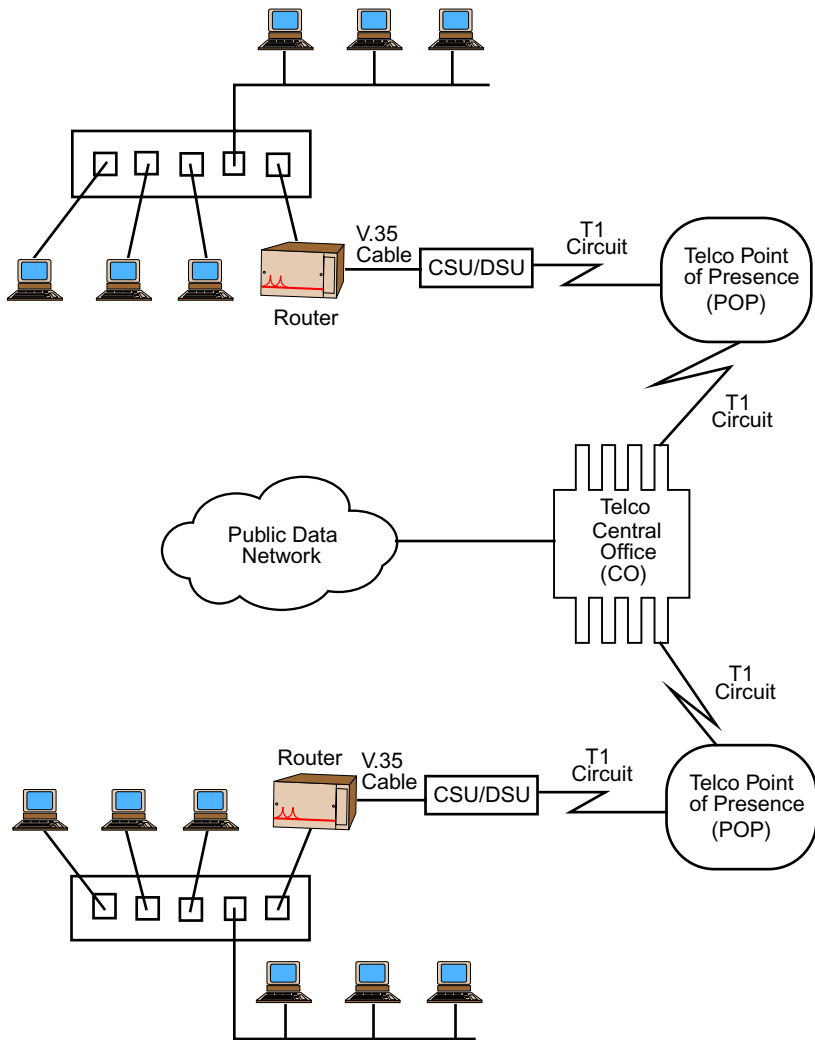 V.35
Cable
CSU/DSU
T1
Circuit
Telco Point
of Presence
(POP)
Router
T1
Circuit
Public Data
Network
Telco
Central
Office
(CO)
T1
Circuit
Router
V.35
Cable
CSU/DSU
T1
Circuit
Telco Point
of Presence
(POP)